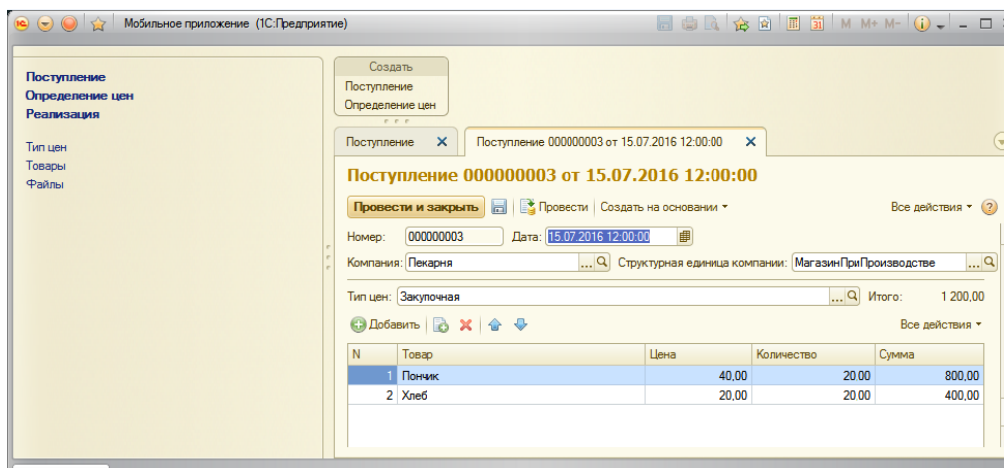 Мобильное приложение (1С:Предприятие)
M M+ M-
31
Поступление
Определение цен
Реализация
Тип цен
Товары
Файлы
Создать
Поступление
Определение цен
Поступление
Поступление 000000003 от 15.07.2016 12:00:00
Поступление 000000003 от 15.07.2016 12:00:00
Провести и закрыть Провести Создать на основании Все действия
Номер: 000000003 Дата: 15.07.2016 12:00:00
Компания: Пекарня ... Структурная единица компании: МагазинПриПроизводстве ...
Тип цен: Закупочная ... Итого: 1 200,00
Добавить Все действия
N Товар Цена Количество Сумма
1 Пончик 40,00 20.00 800,00
2 Хлеб 20,00 20.00 400,00